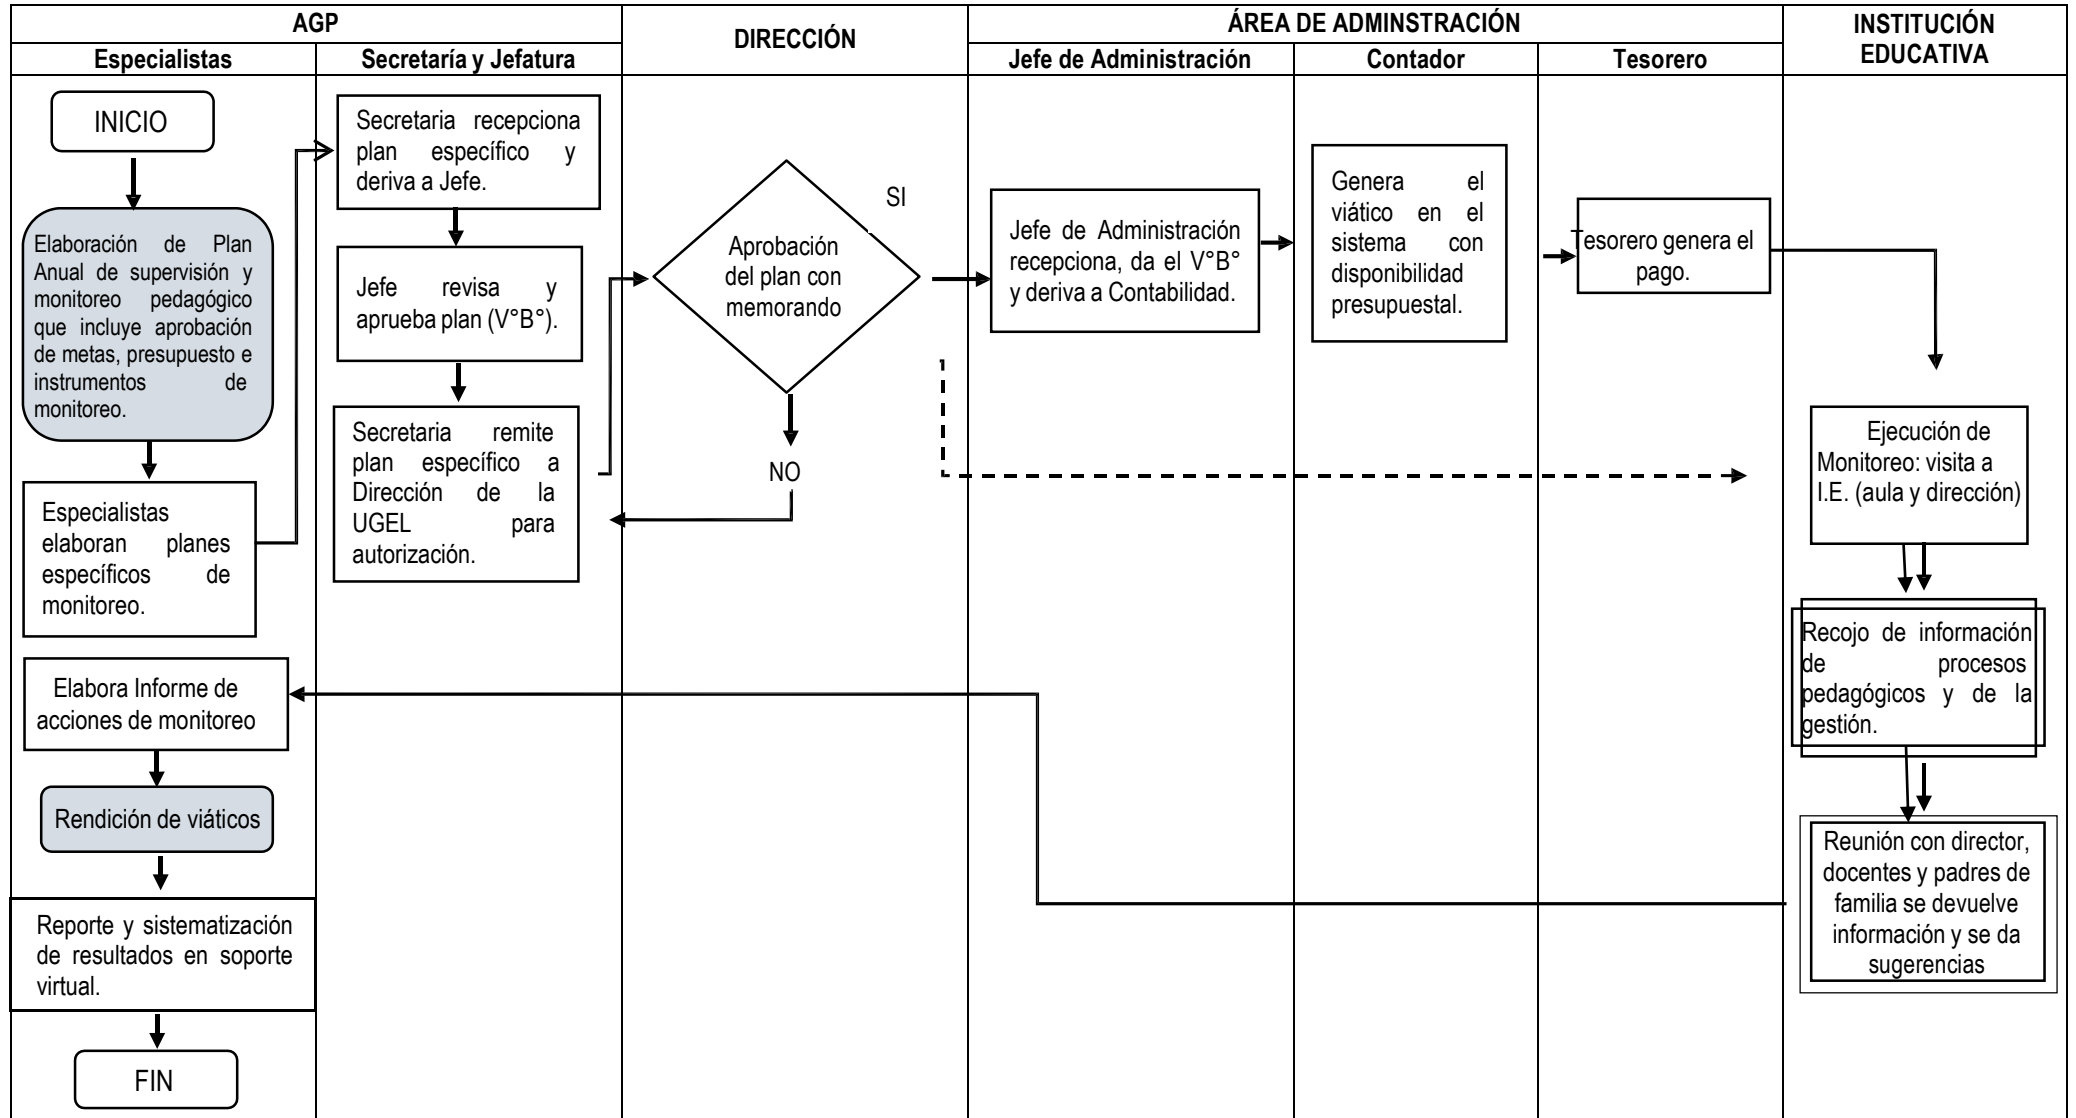 AGP
DIRECCIÓN
ÁREA DE ADMINSTRACIÓN
INSTITUCIÓN
EDUCATIVA
Especialistas
Secretaría y Jefatura
Jefe de Administración
Contador
Tesorero
INICIO
Elaboración de Plan
Anual de supervisión y
monitoreo pedagógico
que incluye aprobación
de metas, presupuesto e
instrumentos de
monitoreo.
Especialistas
elaboran planes
específicos de
monitoreo.
Elabora Informe de
acciones de monitoreo
Rendición de viáticos
Reporte y sistematización
de resultados en soporte
virtual.
FIN
Secretaria recepciona
plan específico y
deriva a Jefe.
Jefe revisa y
aprueba plan (V°B°).
Secretaria remite
plan específico a
Dirección de la
UGEL para
autorización.
Aprobación
del plan con
memorando
SI
NO
Jefe de Administración
recepciona, da el V°B°
y deriva a Contabilidad.
Genera el
viático en el
sistema con
disponibilidad
presupuestal.
Tesorero genera el
pago.
Ejecución de
Monitoreo: visita a
I.E. (aula y dirección)
Recojo de información
de procesos
pedagógicos y de la
gestión.
Reunión con director,
docentes y padres de
familia se devuelve
información y se da
sugerencias